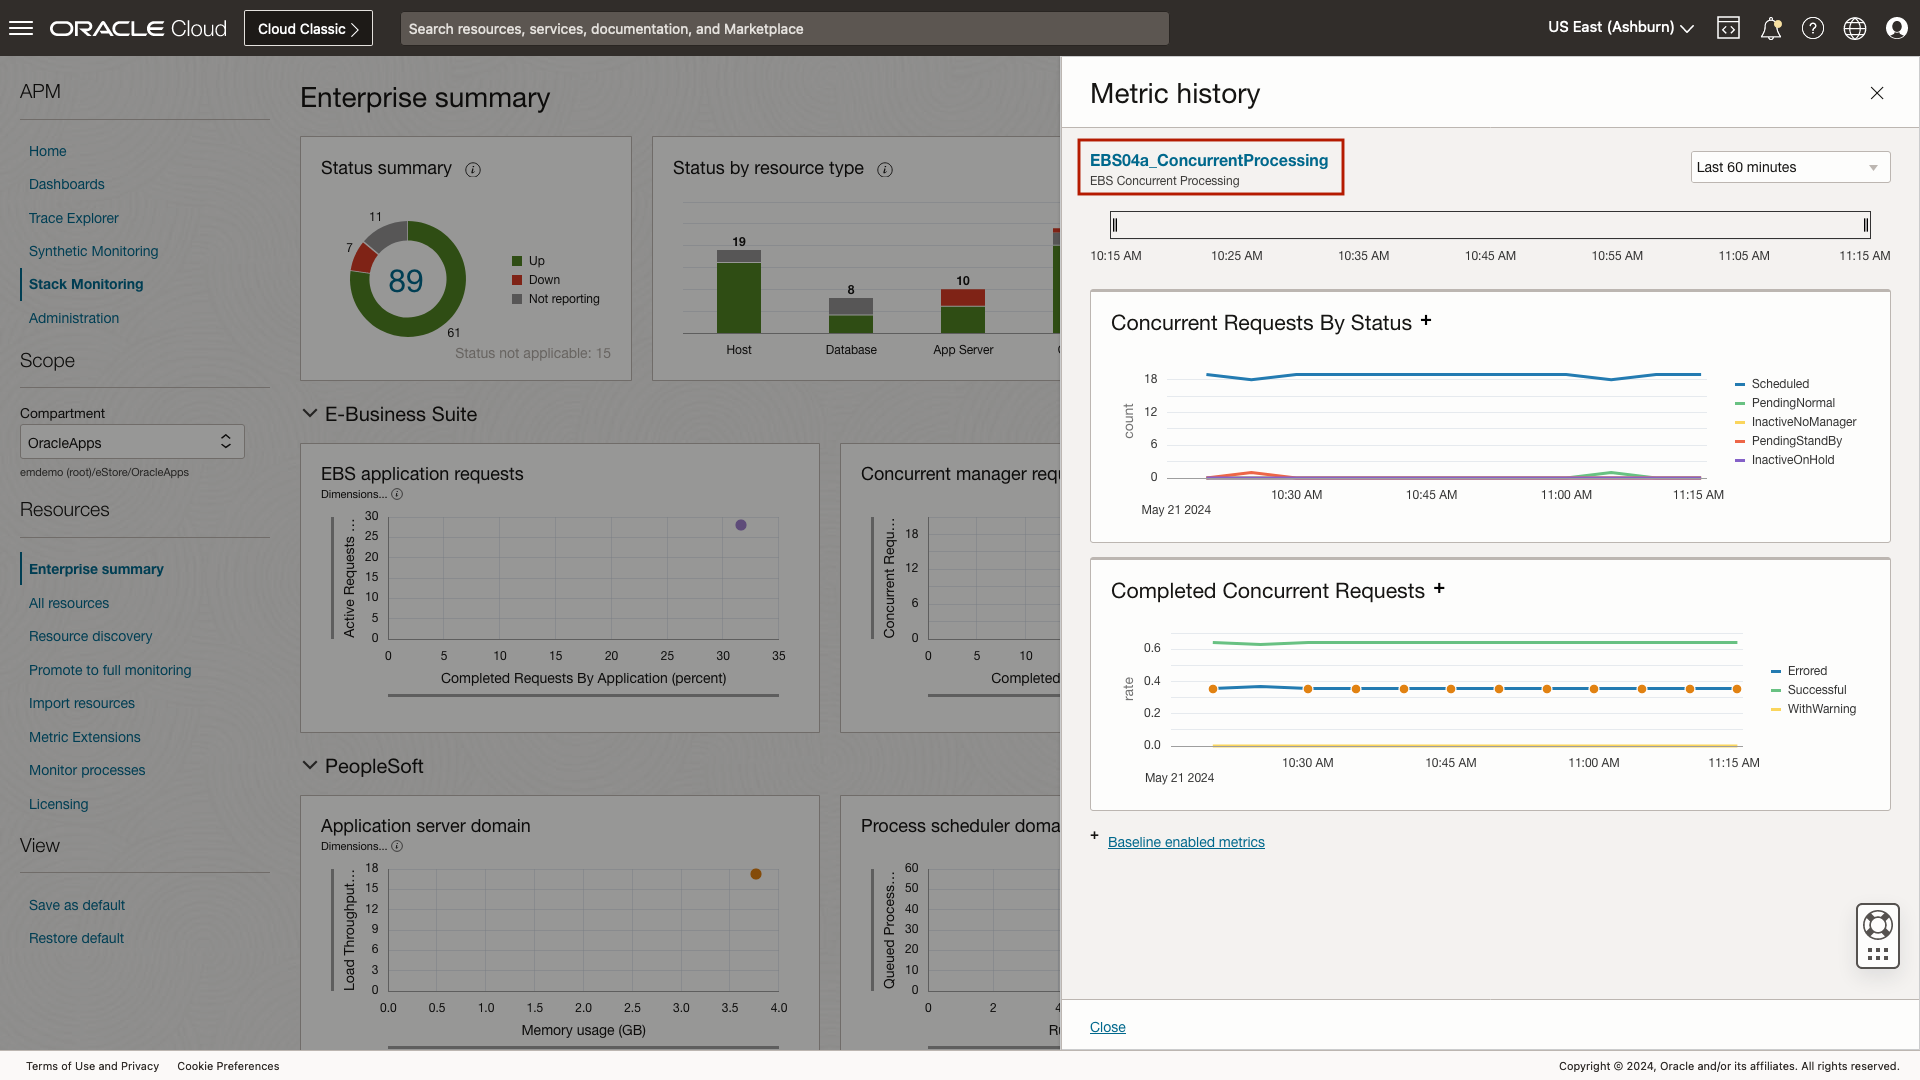 ORACLE Cloud
Cloud Classic
Search resources, services, documentation, and Marketplace
US East (Ashburn)
APM
Home
Dashboards
Trace Explorer
Synthetic Monitoring
Stack Monitoring
Administration
Scope
Compartment
OracleApps
emdemo (root)/eStore/OracleApps
Resources
Enterprise summary
All resources
Resource discovery
Promote to full monitoring
Import resources
Metric Extensions
Monitor processes
Licensing
View
Save as default
Restore default
Enterprise summary
Status summary
11
7
89
61
Up
Down
Not reporting
Status not applicable: 15
Status by resource type
19
8
10
Host
Database
App Server
E-Business Suite
EBS application requests
Dimensions...
Active Requests ...
30
25
20
15
10
5
0
0 5 10 15 20 25 30 35
Completed Requests By Application (percent)
Concurrent manager requ
Concurrent Requ...
18
12
6
0
0 5 10
Completed
PeopleSoft
Application server domain
Dimensions...
Load Throughput...
18
15
12
9
6
3
0
0.0 0.5 1.0 1.5 2.0 2.5 3.0 3.5 4.0
Memory usage (GB)
Process scheduler doma
Queued Process...
60
50
40
30
20
10
0
0 2 4
Ru
Metric history
EBS04a_ConcurrentProcessing
EBS Concurrent Processing
Last 60 minutes
10:15 AM 10:25 AM 10:35 AM 10:45 AM 10:55 AM 11:05 AM 11:15 AM
Concurrent Requests By Status +
count
18
12
6
0
10:30 AM 10:45 AM 11:00 AM 11:15 AM
May 21 2024
Scheduled
PendingNormal
InactiveNoManager
PendingStandBy
InactiveOnHold
Completed Concurrent Requests +
rate
0.6
0.4
0.2
0.0
10:30 AM 10:45 AM 11:00 AM 11:15 AM
May 21 2024
Errored
Successful
WithWarning
+ Baseline enabled metrics
Close
Terms of Use and Privacy Cookie Preferences
Copyright © 2024, Oracle and/or its affiliates. All rights reserved.